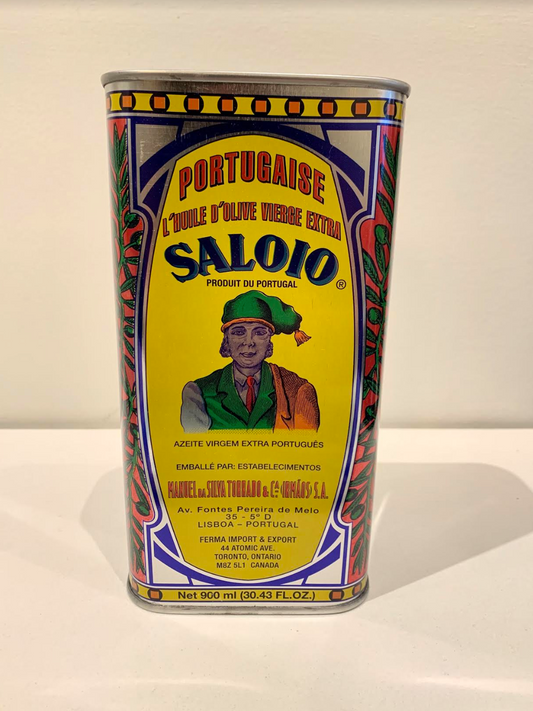 PORTUGAISE
L'HUILE D'OLIVE VIERGE EXTRA
SALOIO ®
PRODUIT DU PORTUGAL
AZEITE VIRGEM EXTRA PORTUGUÊS
EMBALLÉ PAR: ESTABELECIMENTOS
MANUEL DA SILVA TORRADO & Cª (IRMÃOS) S.A.
Av. Fontes Pereira de Melo
35 - 5º D
LISBOA – PORTUGAL
FERMA IMPORT & EXPORT
44 ATOMIC AVE.
TORONTO, ONTARIO
M8Z 5L1 CANADA
Net 900 ml (30.43 FL.OZ.)